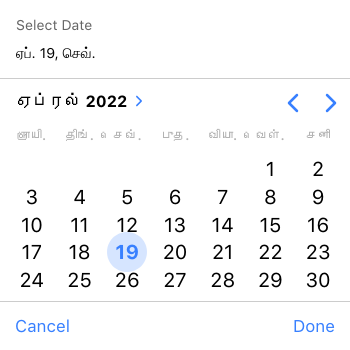 Select Date
ஏப். 19, செவ்.
ஏப்ரல் 2022
ஞாயி. திங். செவ். புத. வியா. வெள். சனி
1 2
3 4 5 6 7 8 9
10 11 12 13 14 15 16
17 18 19 20 21 22 23
24 25 26 27 28 29 30
Cancel Done